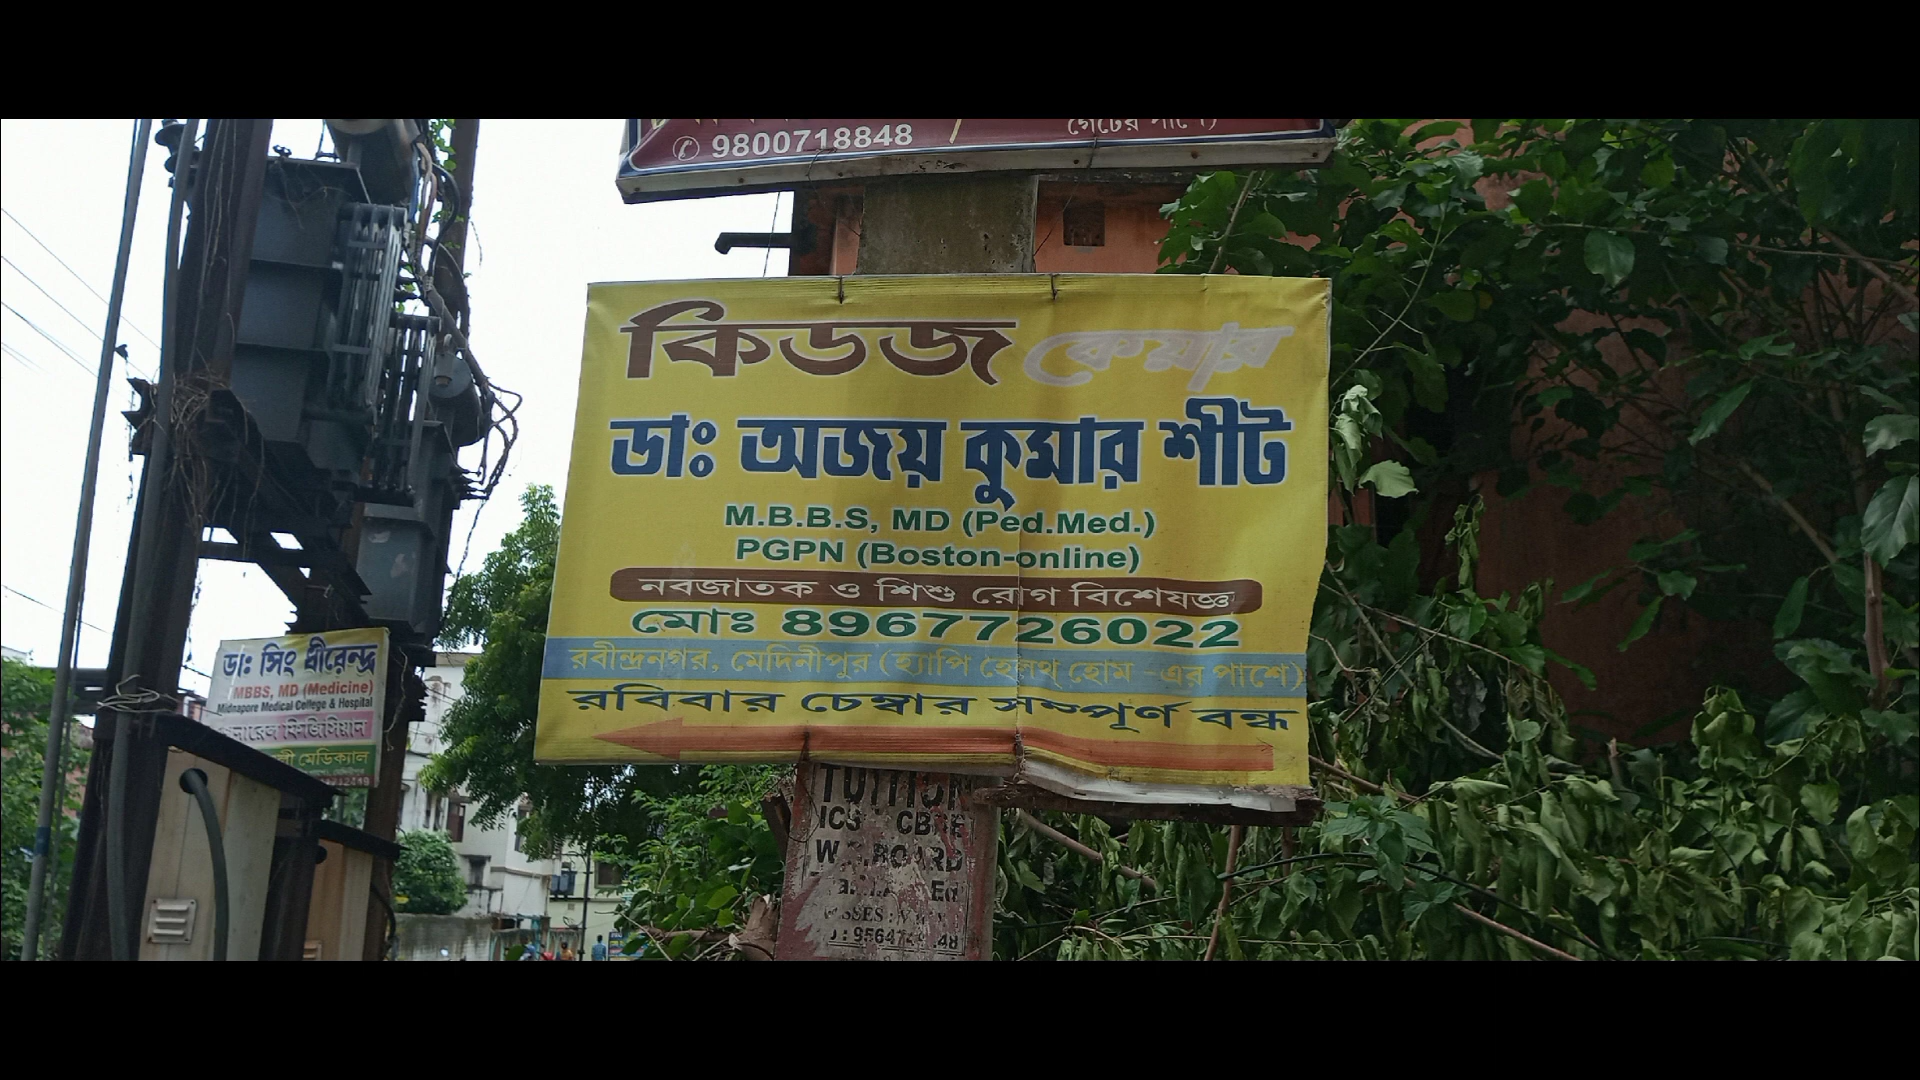 9800718848
গেটের পাশে)
কিডজ কেয়ার
ডাঃ অজয় কুমার শীট
M.B.B.S, MD (Ped.Med.)
PGPN (Boston-online)
নবজাতক ও শিশু রোগ বিশেষজ্ঞ
মোঃ 8967726022
রবীন্দ্রনগর, মেদিনীপুর (হ্যাপি হেলথ্ হোম -এর পাশে)
রবিবার চেম্বার সম্পূর্ণ বন্ধ
ডাঃ সিং ধীরেন্দ্র
MBBS, MD (Medicine)
Midnapore Medical College & Hospital
ফিজিসিয়ান
মেডিক্যাল
TUITION
CBSE
BOARD